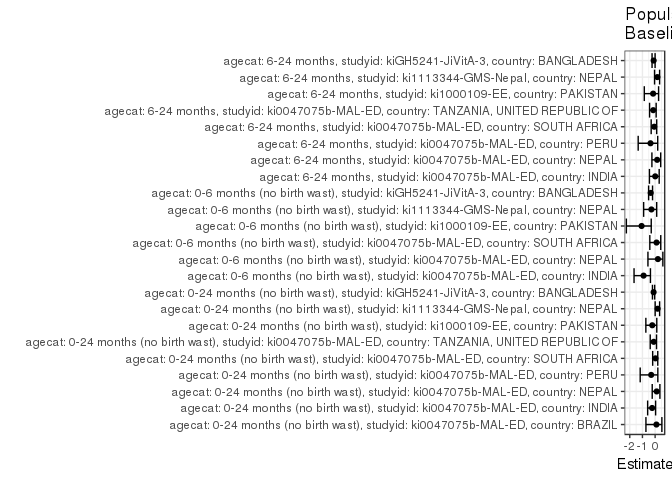 Popul
Baseli
agecat: 6-24 months, studyid: kiGH5241-JiVitA-3, country: BANGLADESH
agecat: 6-24 months, studyid: ki1113344-GMS-Nepal, country: NEPAL
agecat: 6-24 months, studyid: ki1000109-EE, country: PAKISTAN
agecat: 6-24 months, studyid: ki0047075b-MAL-ED, country: TANZANIA, UNITED REPUBLIC OF
agecat: 6-24 months, studyid: ki0047075b-MAL-ED, country: SOUTH AFRICA
agecat: 6-24 months, studyid: ki0047075b-MAL-ED, country: PERU
agecat: 6-24 months, studyid: ki0047075b-MAL-ED, country: NEPAL
agecat: 6-24 months, studyid: ki0047075b-MAL-ED, country: INDIA
agecat: 0-6 months (no birth wast), studyid: kiGH5241-JiVitA-3, country: BANGLADESH
agecat: 0-6 months (no birth wast), studyid: ki1113344-GMS-Nepal, country: NEPAL
agecat: 0-6 months (no birth wast), studyid: ki1000109-EE, country: PAKISTAN
agecat: 0-6 months (no birth wast), studyid: ki0047075b-MAL-ED, country: SOUTH AFRICA
agecat: 0-6 months (no birth wast), studyid: ki0047075b-MAL-ED, country: NEPAL
agecat: 0-6 months (no birth wast), studyid: ki0047075b-MAL-ED, country: INDIA
agecat: 0-24 months (no birth wast), studyid: kiGH5241-JiVitA-3, country: BANGLADESH
agecat: 0-24 months (no birth wast), studyid: ki1113344-GMS-Nepal, country: NEPAL
agecat: 0-24 months (no birth wast), studyid: ki1000109-EE, country: PAKISTAN
agecat: 0-24 months (no birth wast), studyid: ki0047075b-MAL-ED, country: TANZANIA, UNITED REPUBLIC OF
agecat: 0-24 months (no birth wast), studyid: ki0047075b-MAL-ED, country: SOUTH AFRICA
agecat: 0-24 months (no birth wast), studyid: ki0047075b-MAL-ED, country: PERU
agecat: 0-24 months (no birth wast), studyid: ki0047075b-MAL-ED, country: NEPAL
agecat: 0-24 months (no birth wast), studyid: ki0047075b-MAL-ED, country: INDIA
agecat: 0-24 months (no birth wast), studyid: ki0047075b-MAL-ED, country: BRAZIL
-2 -1 0
Estimate